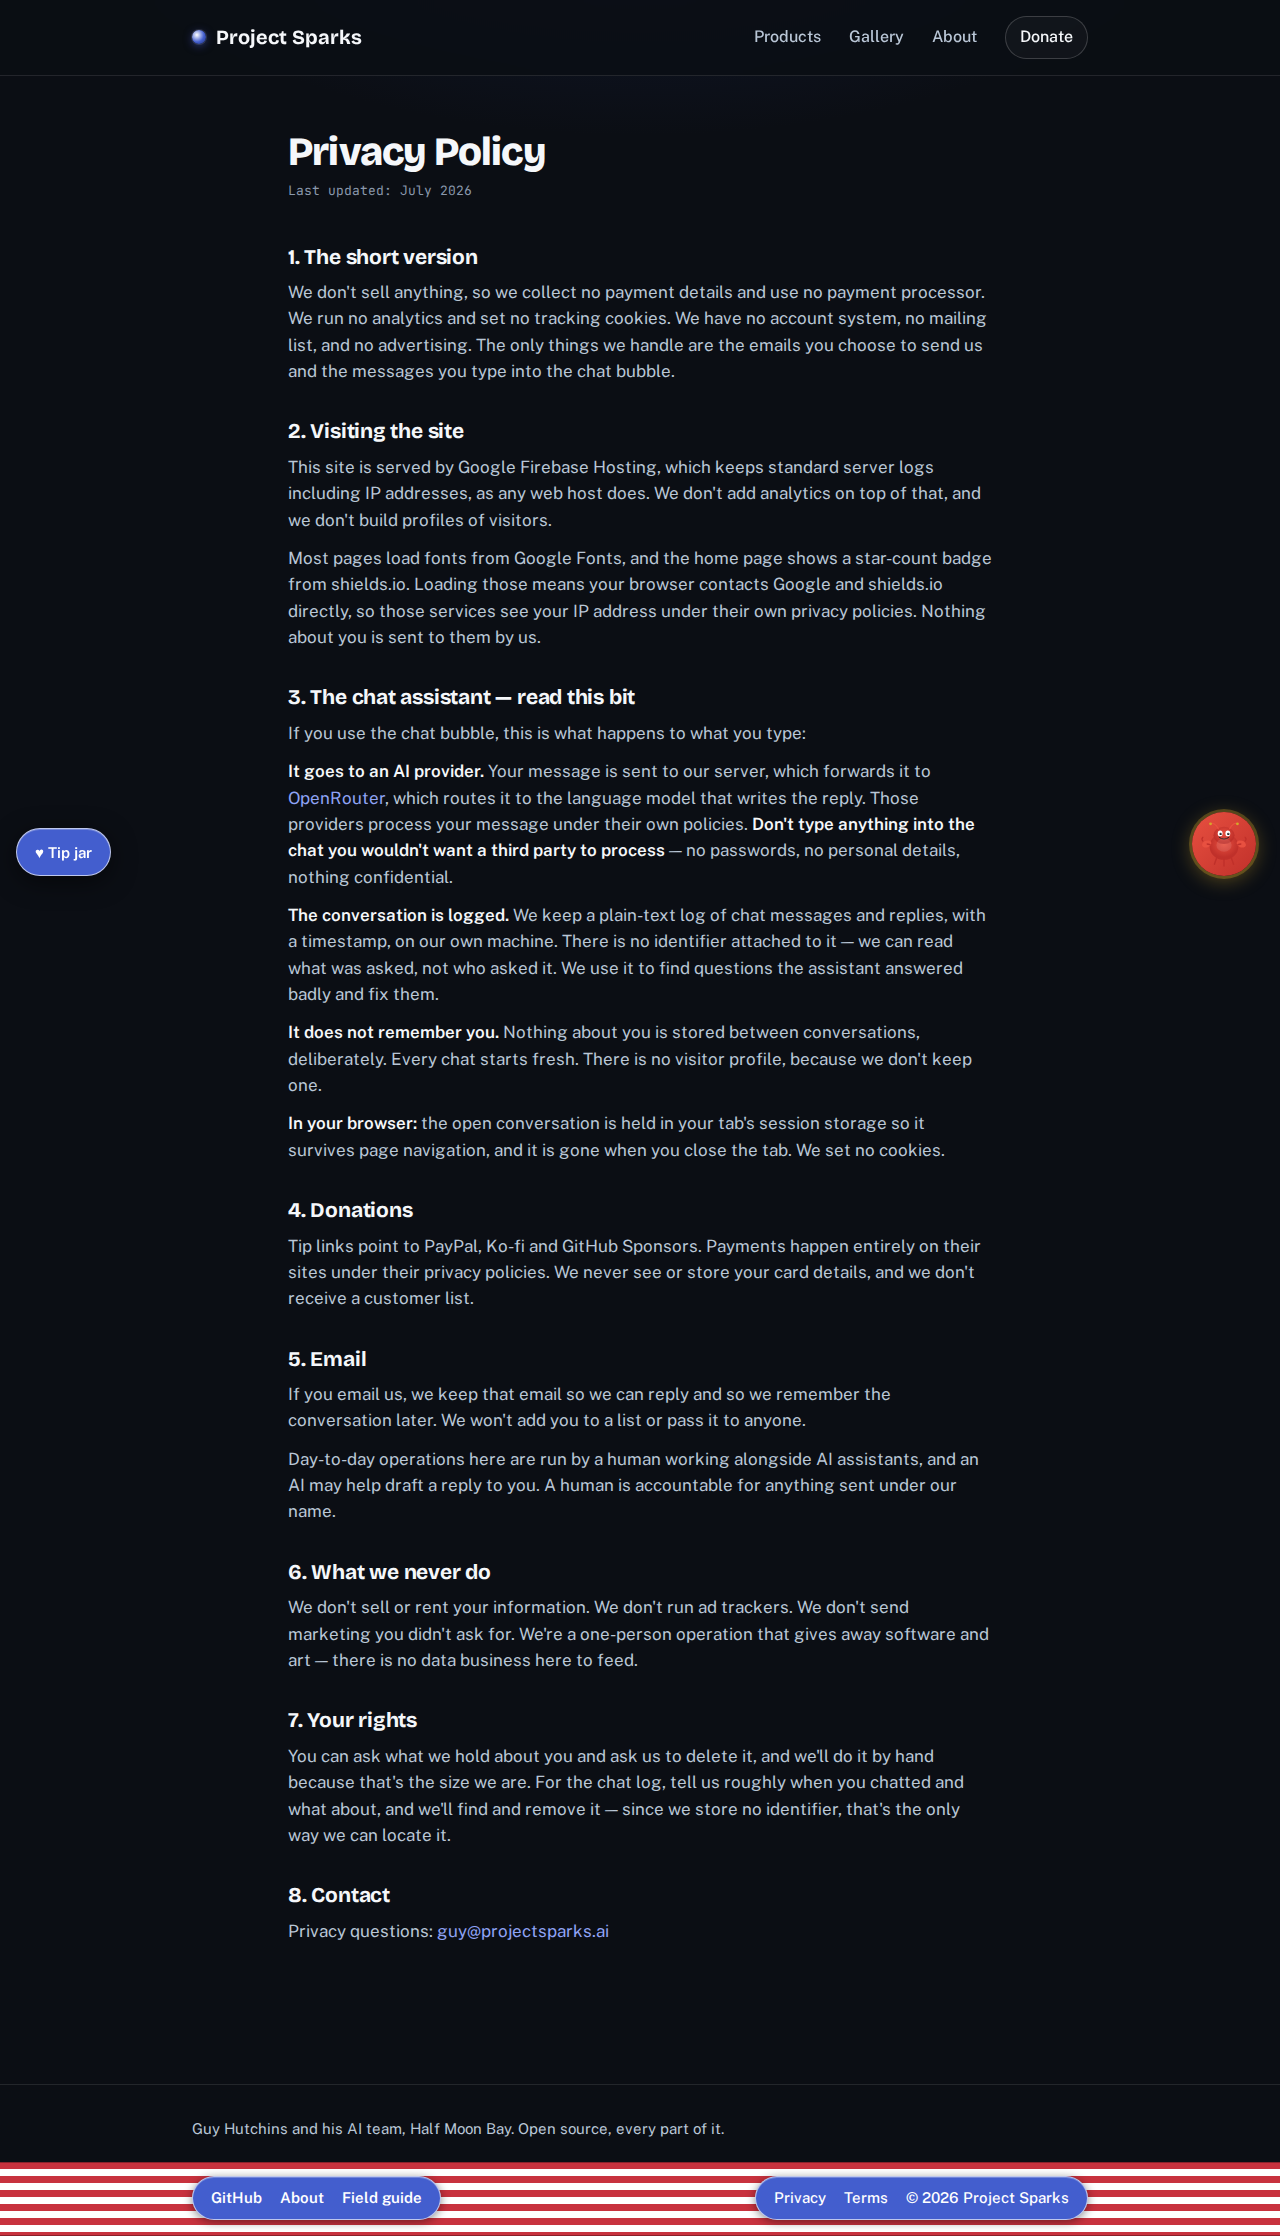 Project Sparks
Products
Gallery
About
Donate
Privacy Policy
Last updated: July 2026
1. The short version
We don't sell anything, so we collect no payment details and use no payment processor.
We run no analytics and set no tracking cookies. We have no account system, no mailing
list, and no advertising. The only things we handle are the emails you choose to send us
and the messages you type into the chat bubble.
2. Visiting the site
This site is served by Google Firebase Hosting, which keeps standard server logs
including IP addresses, as any web host does. We don't add analytics on top of that, and
we don't build profiles of visitors.
Most pages load fonts from Google Fonts, and the home page shows a star-count badge
from shields.io. Loading those means your browser contacts Google and shields.io
directly, so those services see your IP address under their own privacy policies. Nothing
about you is sent to them by us.
3. The chat assistant — read this bit
If you use the chat bubble, this is what happens to what you type:
It goes to an AI provider. Your message is sent to our server, which forwards it to
OpenRouter, which routes it to the language model that writes the reply. Those
providers process your message under their own policies. Don't type anything into the
chat you wouldn't want a third party to process — no passwords, no personal details,
nothing confidential.
♥ Tip jar
The conversation is logged. We keep a plain-text log of chat messages and replies, with
a timestamp, on our own machine. There is no identifier attached to it — we can read
what was asked, not who asked it. We use it to find questions the assistant answered
badly and fix them.
It does not remember you. Nothing about you is stored between conversations,
deliberately. Every chat starts fresh. There is no visitor profile, because we don't keep
one.
In your browser: the open conversation is held in your tab's session storage so it
survives page navigation, and it is gone when you close the tab. We set no cookies.
4. Donations
Tip links point to PayPal, Ko-fi and GitHub Sponsors. Payments happen entirely on their
sites under their privacy policies. We never see or store your card details, and we don't
receive a customer list.
5. Email
If you email us, we keep that email so we can reply and so we remember the
conversation later. We won't add you to a list or pass it to anyone.
Day-to-day operations here are run by a human working alongside AI assistants, and an
AI may help draft a reply to you. A human is accountable for anything sent under our
name.
6. What we never do
We don't sell or rent your information. We don't run ad trackers. We don't send
marketing you didn't ask for. We're a one-person operation that gives away software and
art — there is no data business here to feed.
7. Your rights
You can ask what we hold about you and ask us to delete it, and we'll do it by hand
because that's the size we are. For the chat log, tell us roughly when you chatted and
what about, and we'll find and remove it — since we store no identifier, that's the only
way we can locate it.
8. Contact
Privacy questions: guy@projectsparks.ai
Guy Hutchins and his AI team, Half Moon Bay. Open source, every part of it.
GitHub
About
Field guide
Privacy
Terms
© 2026 Project Sparks